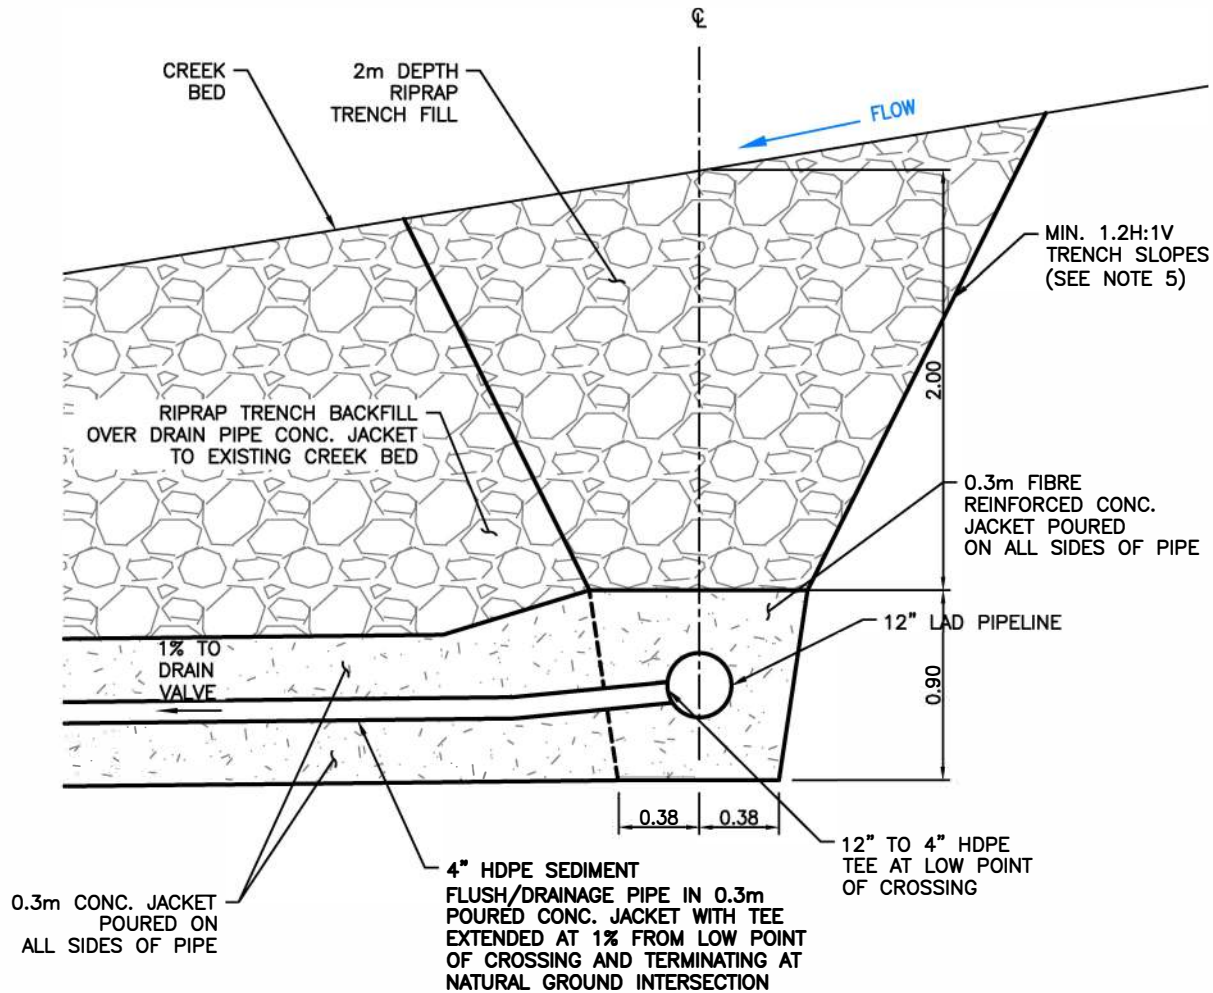 ℄
CREEK
BED
2m DEPTH
RIPRAP
TRENCH FILL
FLOW
MIN. 1.2H:1V
TRENCH SLOPES
(SEE NOTE 5)
2.00
RIPRAP TRENCH BACKFILL
OVER DRAIN PIPE CONC. JACKET
TO EXISTING CREEK BED
0.3m FIBRE
REINFORCED CONC.
JACKET POURED
ON ALL SIDES OF PIPE
12" LAD PIPELINE
1% TO
DRAIN
VALVE
0.90
0.38
0.38
12" TO 4" HDPE
TEE AT LOW POINT
OF CROSSING
4" HDPE SEDIMENT
FLUSH/DRAINAGE PIPE IN 0.3m
POURED CONC. JACKET WITH TEE
EXTENDED AT 1% FROM LOW POINT
OF CROSSING AND TERMINATING AT
NATURAL GROUND INTERSECTION
0.3m CONC. JACKET
POURED ON
ALL SIDES OF PIPE